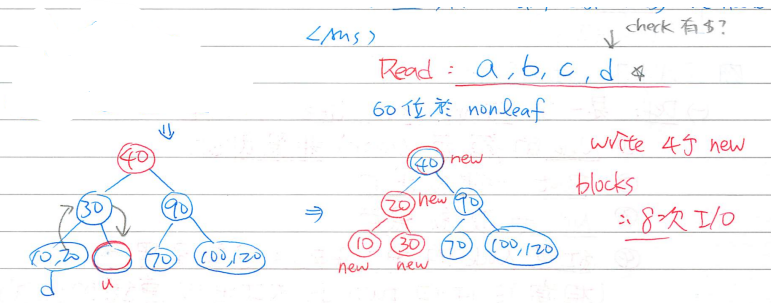 check 有$?
<Ans>
Read: a, b, c, d *
60 位於 nonleaf
write 4 个 new
blocks
∴ 8次 I/O
⇓
40
30 90
10,20 70 100,120
d u
⇒
40 new
20 new 90
10 30 70 100,120
new new